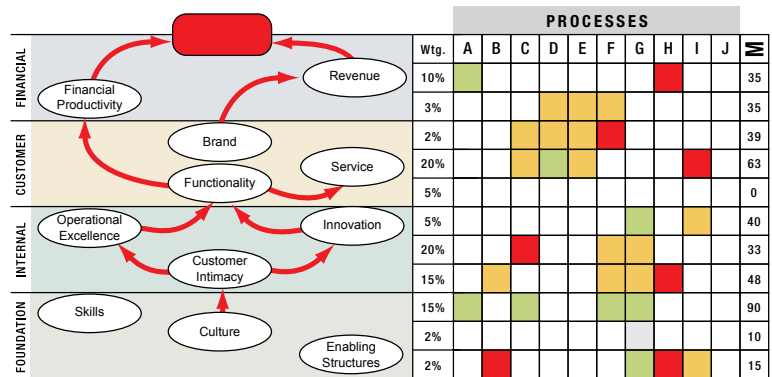 PROCESSES
Wtg. A B C D E F G H I J Σ
FINANCIAL
Financial
Productivity
Revenue
10% 35
3% 35
CUSTOMER
Brand
Functionality
Service
2% 39
20% 63
5% 0
INTERNAL
Operational
Excellence
Innovation
Customer
Intimacy
5% 40
20% 33
15% 48
FOUNDATION
Skills
Culture
Enabling
Structures
15% 90
2% 10
2% 15